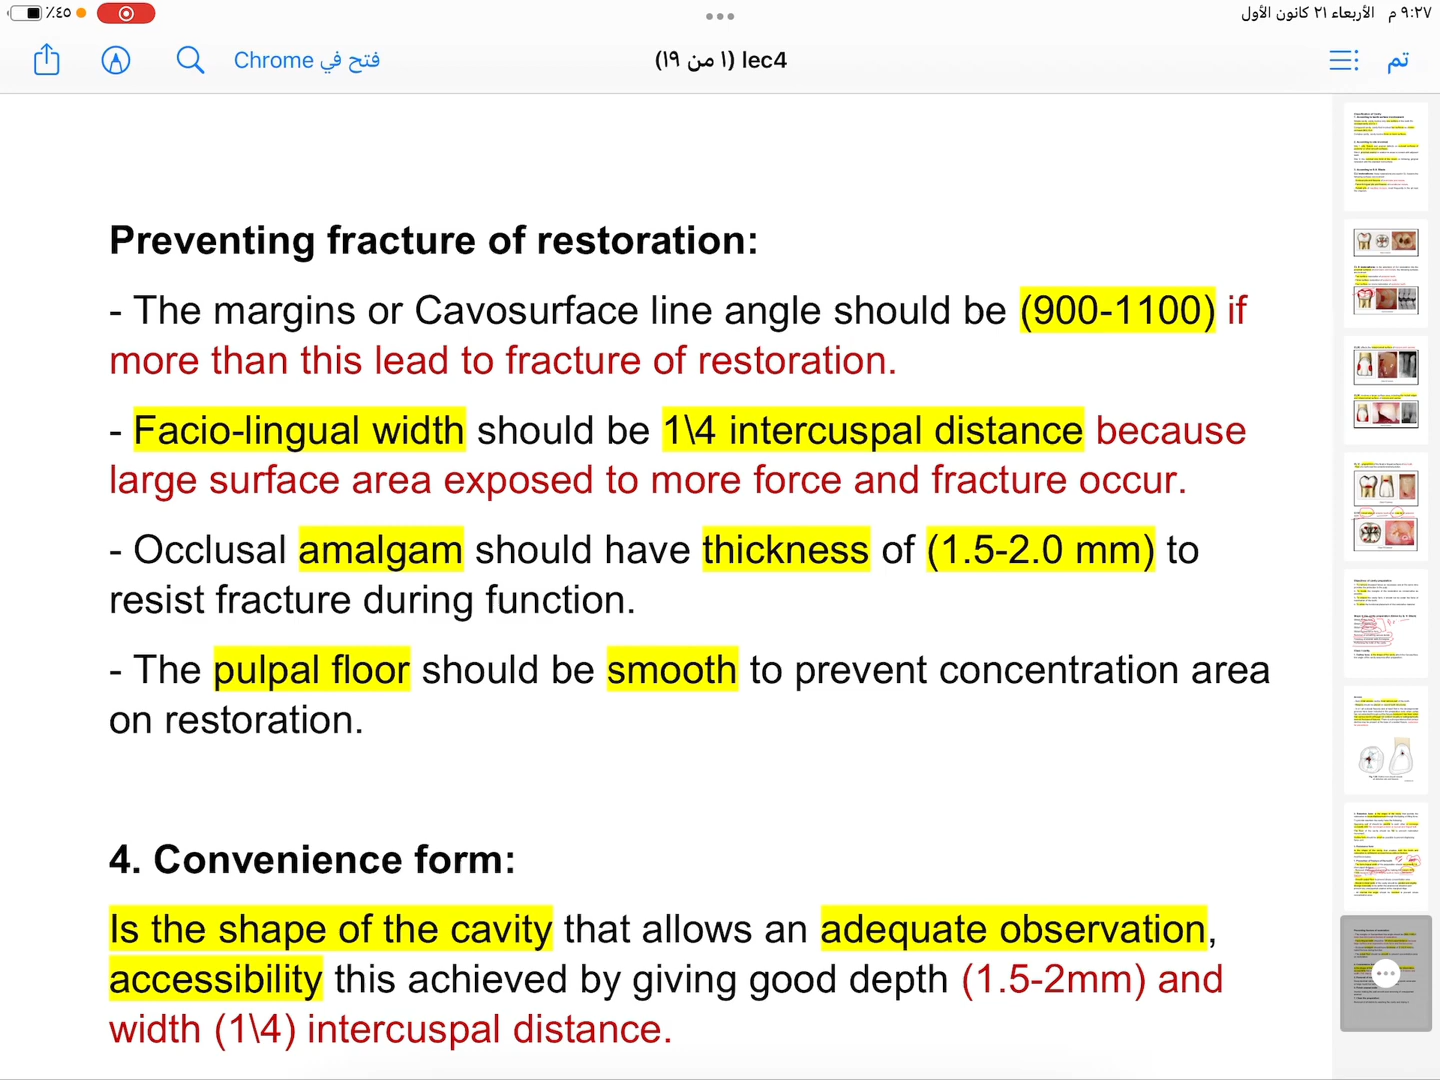 ٪٤٥
٩:٢٧ م الأربعاء ٢١ كانون الأول
فتح في Chrome
lec4 (١ من ١٩)
تم
Preventing fracture of restoration:
- The margins or Cavosurface line angle should be (900-1100) if
more than this lead to fracture of restoration.
- Facio-lingual width should be 1\4 intercuspal distance because
large surface area exposed to more force and fracture occur.
- Occlusal amalgam should have thickness of (1.5-2.0 mm) to
resist fracture during function.
- The pulpal floor should be smooth to prevent concentration area
on restoration.
4. Convenience form:
Is the shape of the cavity that allows an adequate observation,
accessibility this achieved by giving good depth (1.5-2mm) and
width (1\4) intercuspal distance.